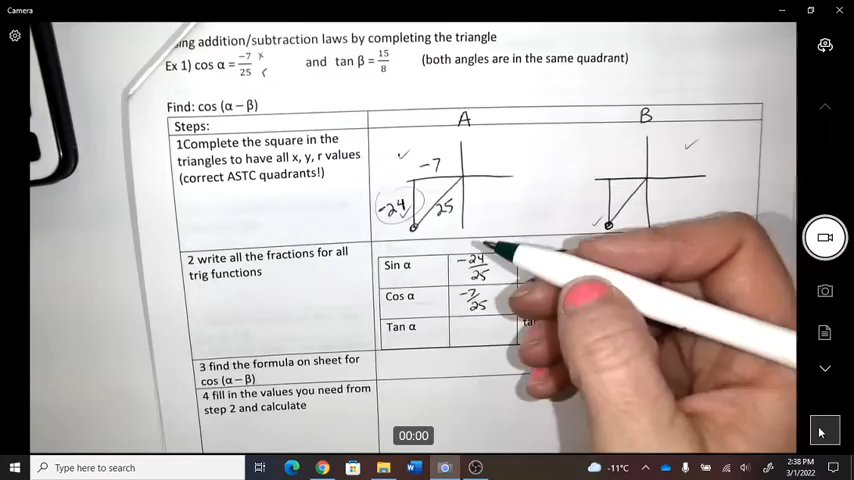 Camera
sing addition/subtraction laws by completing the triangle
Ex 1) cos α = -7/25 x r and tan β = 15/8 (both angles are in the same quadrant)
Find: cos (α – β)
Steps:
A
B
1Complete the square in the
triangles to have all x, y, r values
(correct ASTC quadrants!)
-7
-24
25
2 write all the fractions for all
trig functions
Sin α
-24/25
Cos α
-7/25
Tan α
tan
3 find the formula on sheet for
cos (α – β)
4 fill in the values you need from
step 2 and calculate
00:00
Type here to search
-11°C
2:38 PM
3/1/2022